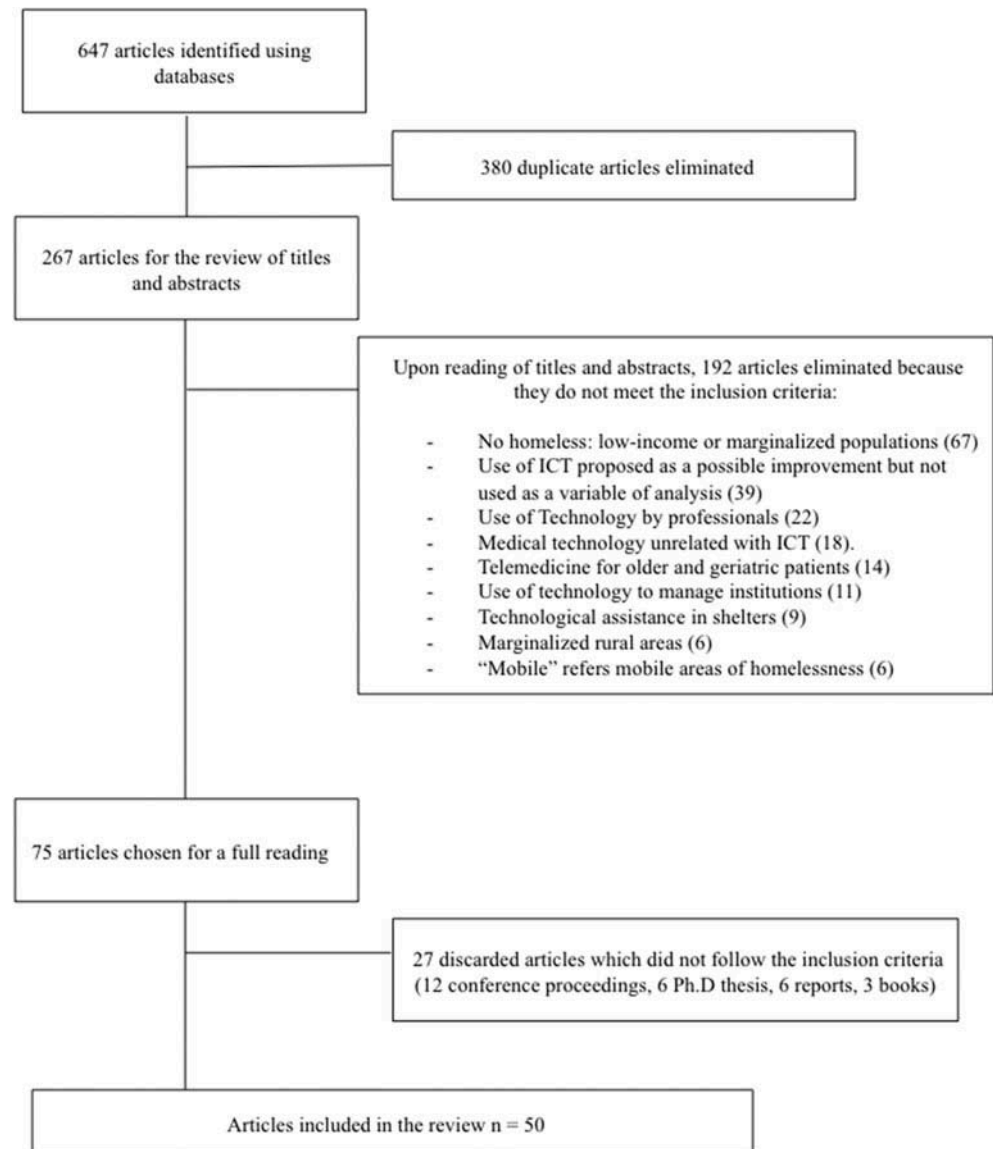 647 articles identified using
databases
380 duplicate articles eliminated
267 articles for the review of titles
and abstracts
Upon reading of titles and abstracts, 192 articles eliminated because
they do not meet the inclusion criteria:
- No homeless: low-income or marginalized populations (67)
- Use of ICT proposed as a possible improvement but not
used as a variable of analysis (39)
- Use of Technology by professionals (22)
- Medical technology unrelated with ICT (18).
- Telemedicine for older and geriatric patients (14)
- Use of technology to manage institutions (11)
- Technological assistance in shelters (9)
- Marginalized rural areas (6)
- “Mobile” refers mobile areas of homelessness (6)
75 articles chosen for a full reading
27 discarded articles which did not follow the inclusion criteria
(12 conference proceedings, 6 Ph.D thesis, 6 reports, 3 books)
Articles included in the review n = 50